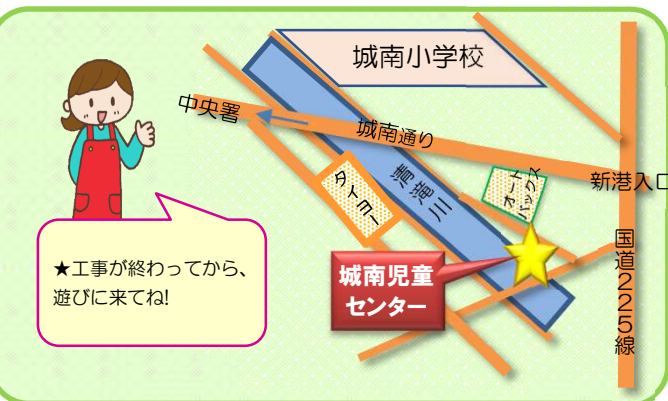 城南小学校
中央署
城南通り
オート
バックス
新港入口
タイヨー
清滝川
国道225線
城南児童
センター
★工事が終わってから、
遊びに来てね!